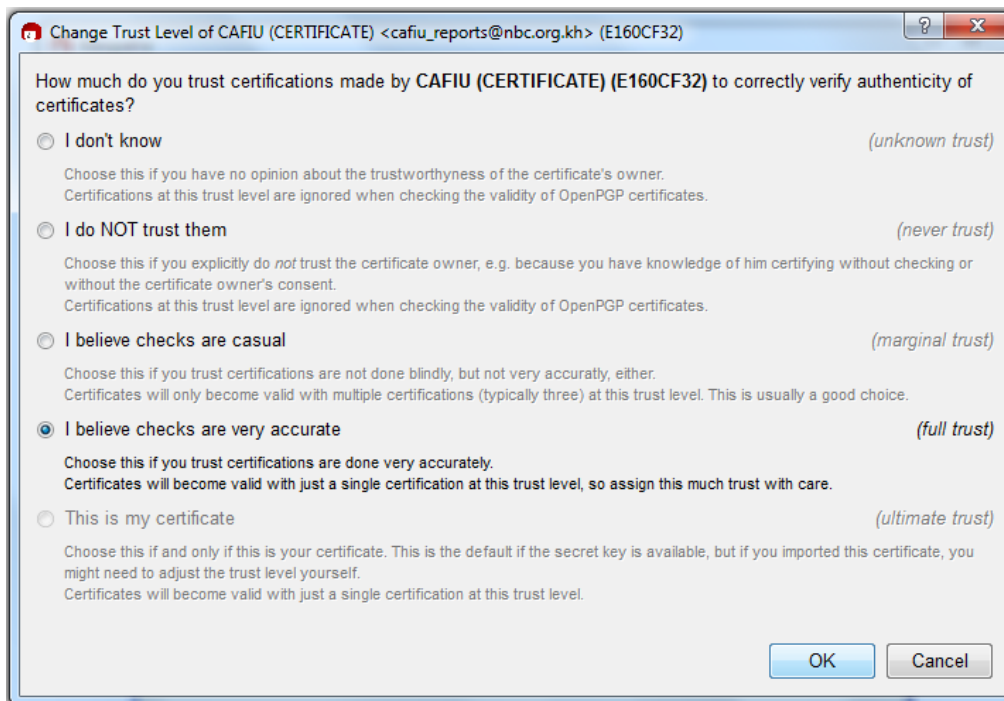 Change Trust Level of CAFIU (CERTIFICATE) <cafiu_reports@nbc.org.kh> (E160CF32)
How much do you trust certifications made by CAFIU (CERTIFICATE) (E160CF32) to correctly verify authenticity of
certificates?
I don't know (unknown trust)
Choose this if you have no opinion about the trustworthyness of the certificate's owner.
Certifications at this trust level are ignored when checking the validity of OpenPGP certificates.
I do NOT trust them (never trust)
Choose this if you explicitly do not trust the certificate owner, e.g. because you have knowledge of him certifying without checking or
without the certificate owner's consent.
Certifications at this trust level are ignored when checking the validity of OpenPGP certificates.
I believe checks are casual (marginal trust)
Choose this if you trust certifications are not done blindly, but not very accuratly, either.
Certificates will only become valid with multiple certifications (typically three) at this trust level. This is usually a good choice.
I believe checks are very accurate (full trust)
Choose this if you trust certifications are done very accurately.
Certificates will become valid with just a single certification at this trust level, so assign this much trust with care.
This is my certificate (ultimate trust)
Choose this if and only if this is your certificate. This is the default if the secret key is available, but if you imported this certificate, you
might need to adjust the trust level yourself.
Certificates will become valid with just a single certification at this trust level.
OK Cancel